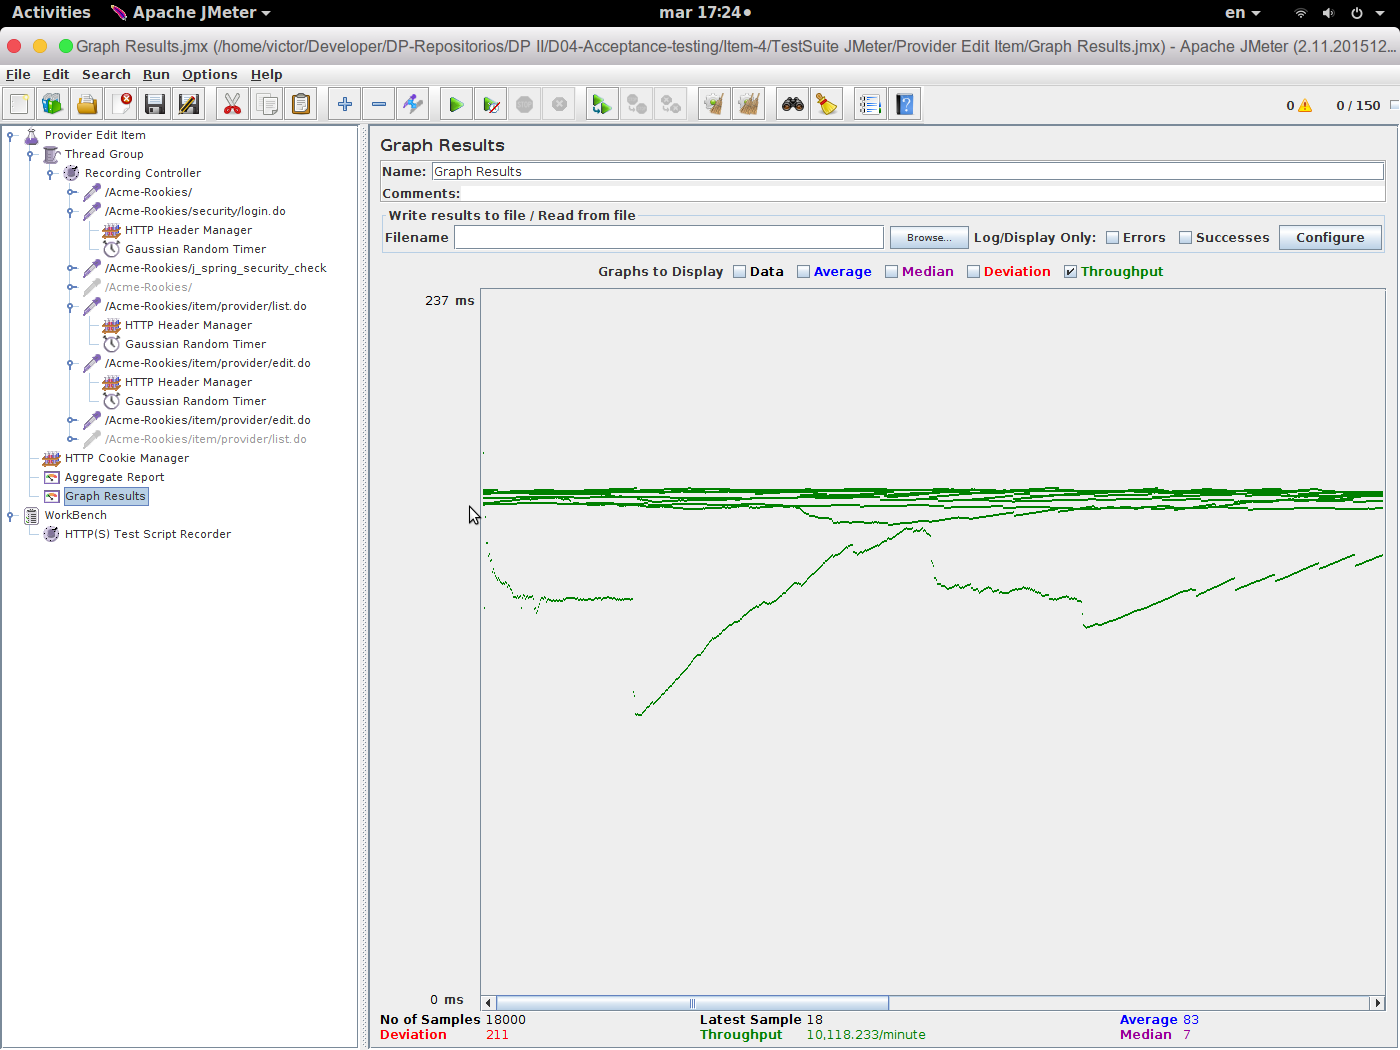 Activities Apache JMeter mar 17:24 en
Graph Results.jmx (/home/victor/Developer/DP-Repositorios/DP II/D04-Acceptance-testing/Item-4/TestSuite JMeter/Provider Edit Item/Graph Results.jmx) - Apache JMeter (2.11.201512...
File Edit Search Run Options Help
0 0 / 150
Provider Edit Item
Thread Group
Recording Controller
/Acme-Rookies/
/Acme-Rookies/security/login.do
HTTP Header Manager
Gaussian Random Timer
/Acme-Rookies/j_spring_security_check
/Acme-Rookies/
/Acme-Rookies/item/provider/list.do
HTTP Header Manager
Gaussian Random Timer
/Acme-Rookies/item/provider/edit.do
HTTP Header Manager
Gaussian Random Timer
/Acme-Rookies/item/provider/edit.do
/Acme-Rookies/item/provider/list.do
HTTP Cookie Manager
Aggregate Report
Graph Results
WorkBench
HTTP(S) Test Script Recorder
Graph Results
Name: Graph Results
Comments:
Write results to file / Read from file
Filename Browse... Log/Display Only: Errors Successes Configure
Graphs to Display Data Average Median Deviation Throughput
237 ms
0 ms
No of Samples 18000 Latest Sample 18 Average 83
Deviation 211 Throughput 10,118.233/minute Median 7